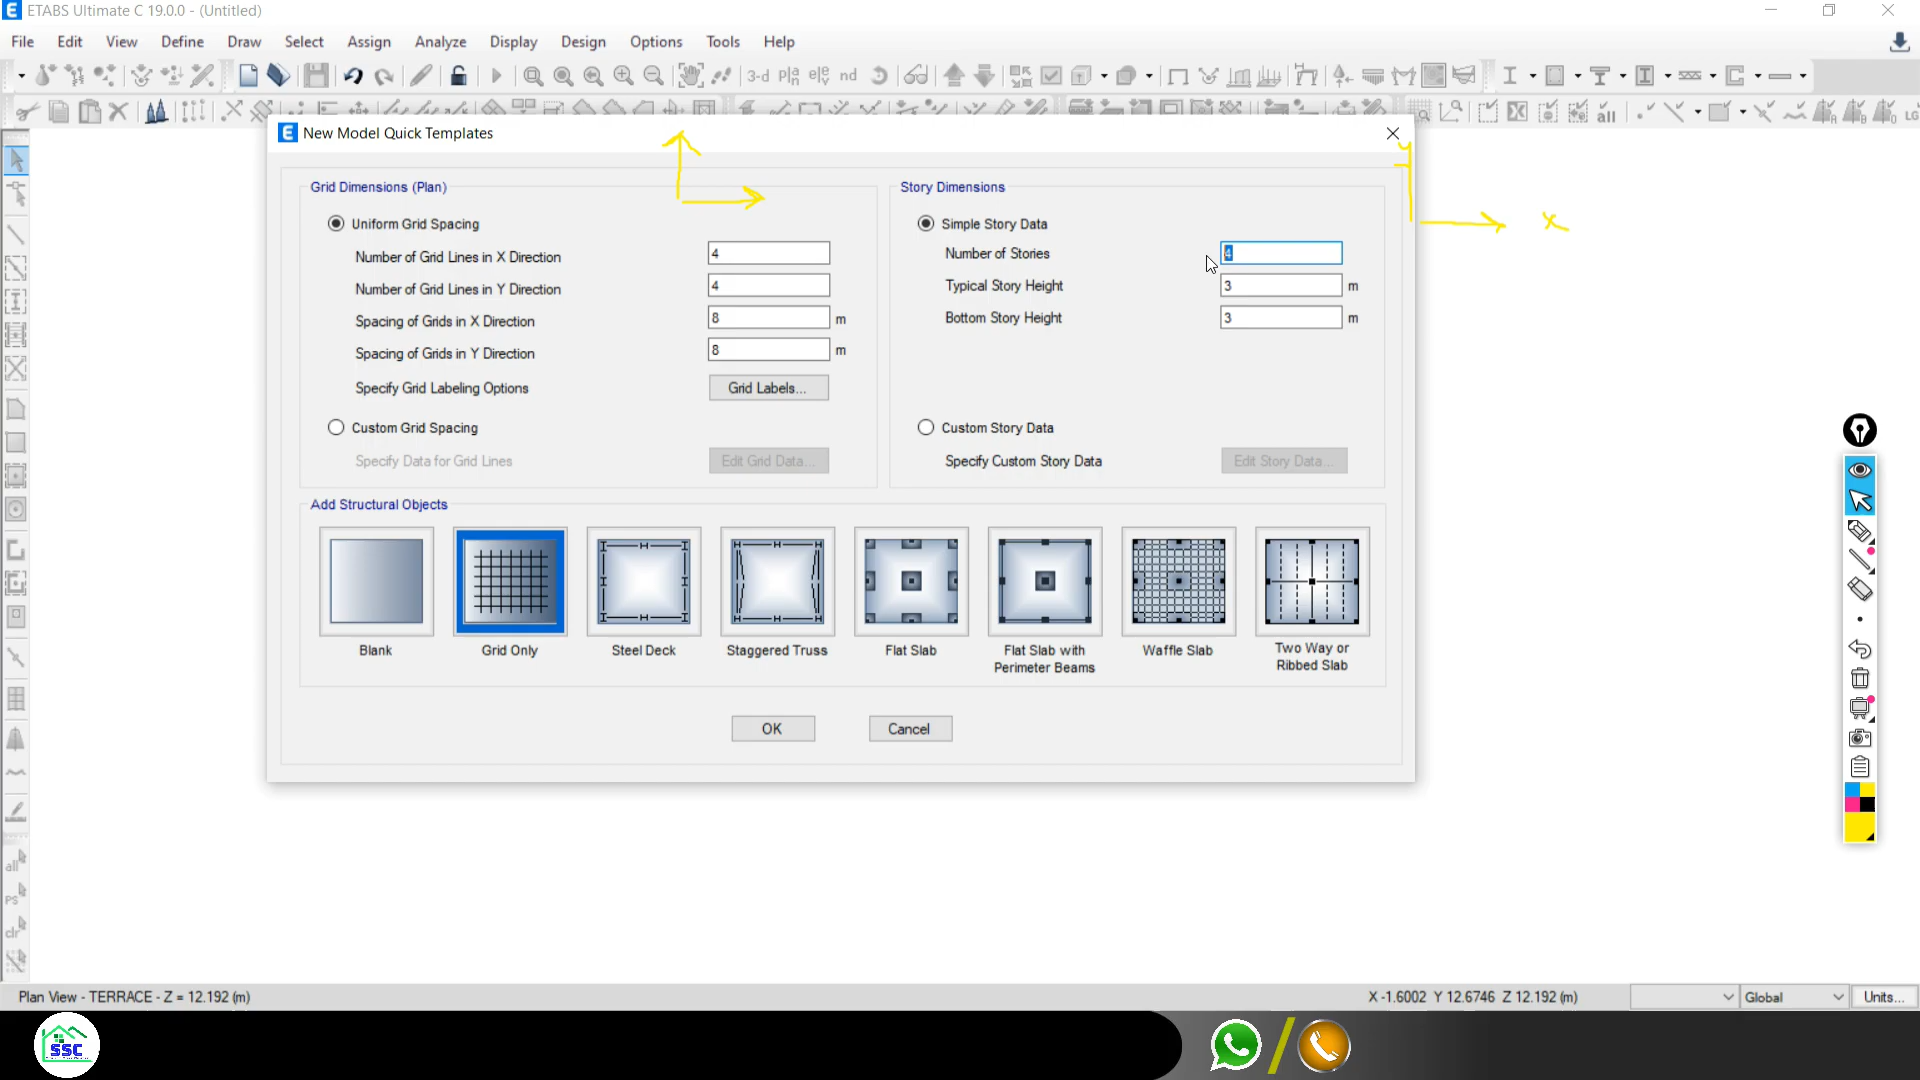 ETABS Ultimate C 19.0.0 - (Untitled)
File Edit View Define Draw Select Assign Analyze Display Design Options Tools Help
3-d nd
all
New Model Quick Templates
Grid Dimensions (Plan)
Uniform Grid Spacing
Number of Grid Lines in X Direction 4
Number of Grid Lines in Y Direction 4
Spacing of Grids in X Direction 8 m
Spacing of Grids in Y Direction 8 m
Specify Grid Labeling Options Grid Labels...
Custom Grid Spacing
Specify Data for Grid Lines Edit Grid Data...
Story Dimensions
Simple Story Data
Number of Stories 4
Typical Story Height 3 m
Bottom Story Height 3 m
Custom Story Data
Specify Custom Story Data Edit Story Data...
y
x
Add Structural Objects
Blank
Grid Only
Steel Deck
Staggered Truss
Flat Slab
Flat Slab with
Perimeter Beams
Waffle Slab
Two Way or
Ribbed Slab
OK Cancel
all
ps
clr
Plan View - TERRACE - Z = 12.192 (m)
X -1.6002 Y 12.6746 Z 12.192 (m)
Global
Units...
SSC